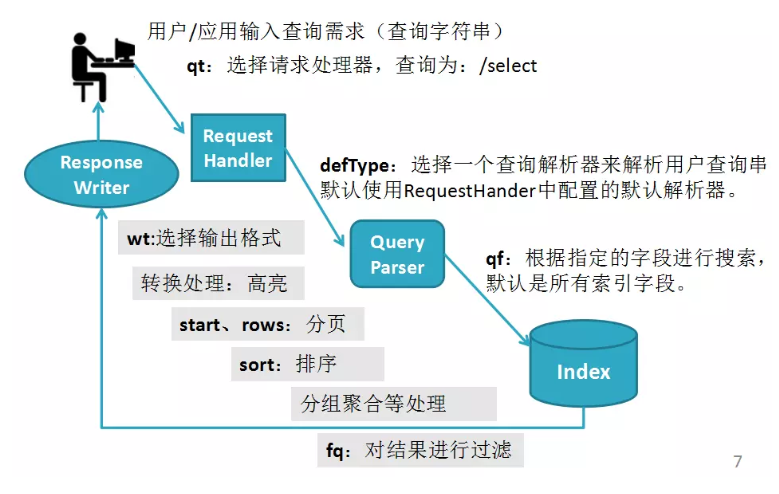 用户/应用输入查询需求（查询字符串）
qt：选择请求处理器，查询为：/select
Request
Handler
Response
Writer
defType：选择一个查询解析器来解析用户查询串
默认使用RequestHander中配置的默认解析器。
wt:选择输出格式
Query
Parser
qf：根据指定的字段进行搜索，
默认是所有索引字段。
转换处理：高亮
start、rows：分页
sort：排序
Index
分组聚合等处理
fq：对结果进行过滤
7